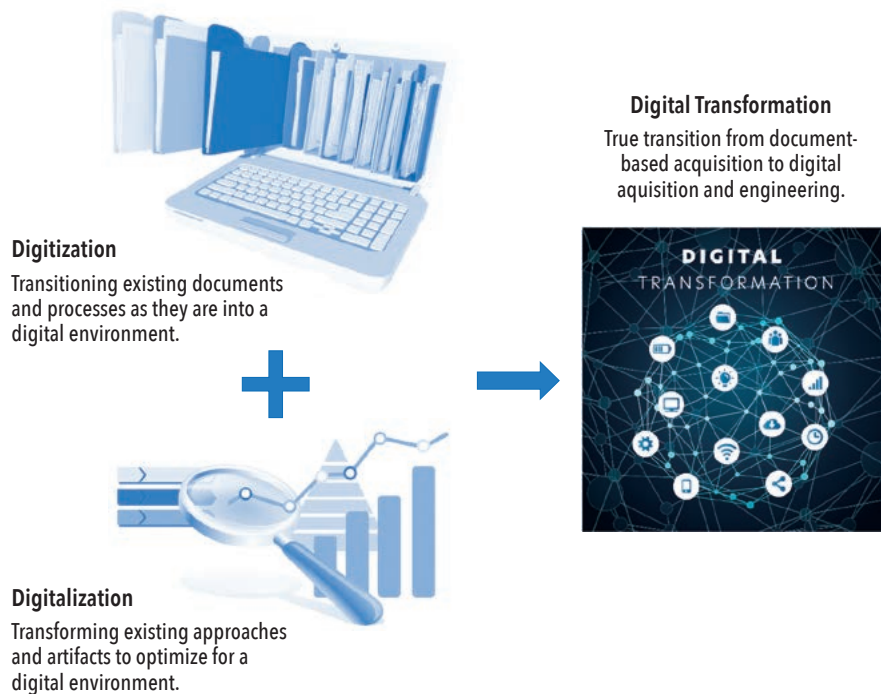 Digitization
Transitioning existing documents
and processes as they are into a
digital environment.
Digitalization
Transforming existing approaches
and artifacts to optimize for a
digital environment.
Digital Transformation
True transition from document-
based acquisition to digital
aquisition and engineering.
DIGITAL
TRANSFORMATION